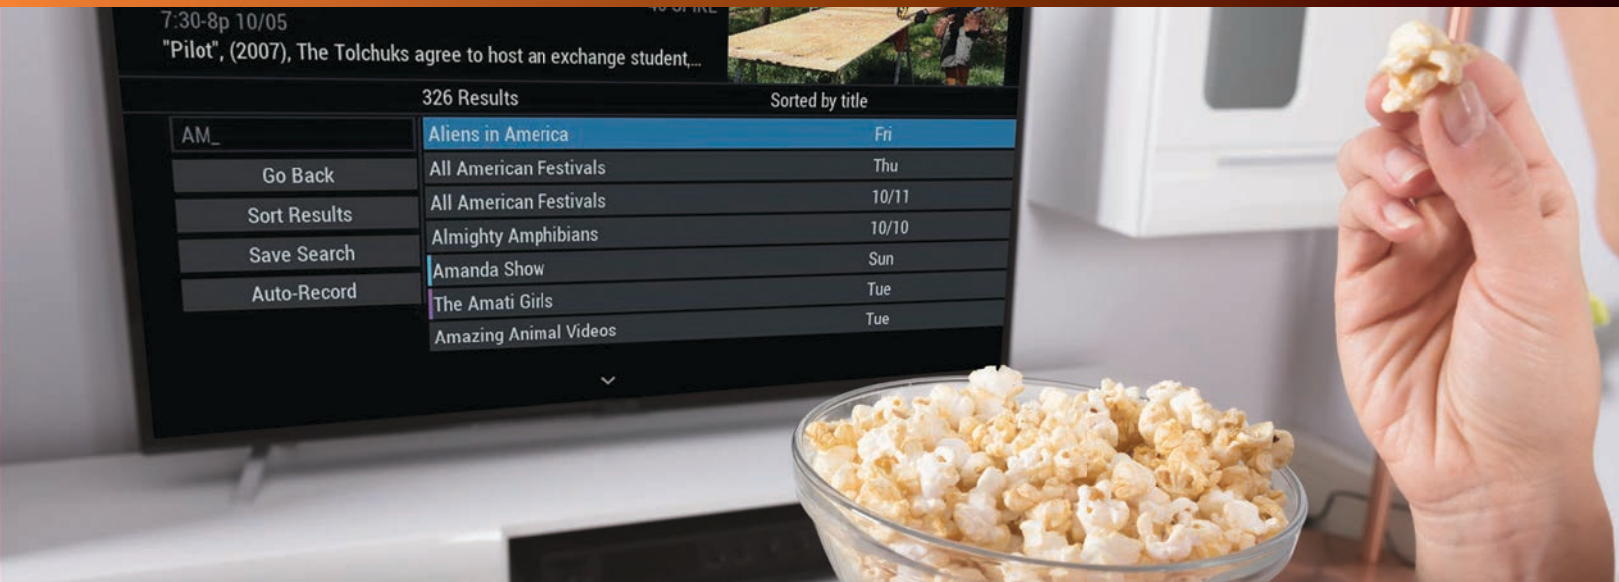 7:30-8p 10/05
"Pilot", (2007), The Tolchuks agree to host an exchange student,...
326 Results Sorted by title
AM_
Go Back
Sort Results
Save Search
Auto-Record
Aliens in America Fri
All American Festivals Thu
All American Festivals 10/11
Almighty Amphibians 10/10
Amanda Show Sun
The Amati Girls Tue
Amazing Animal Videos Tue